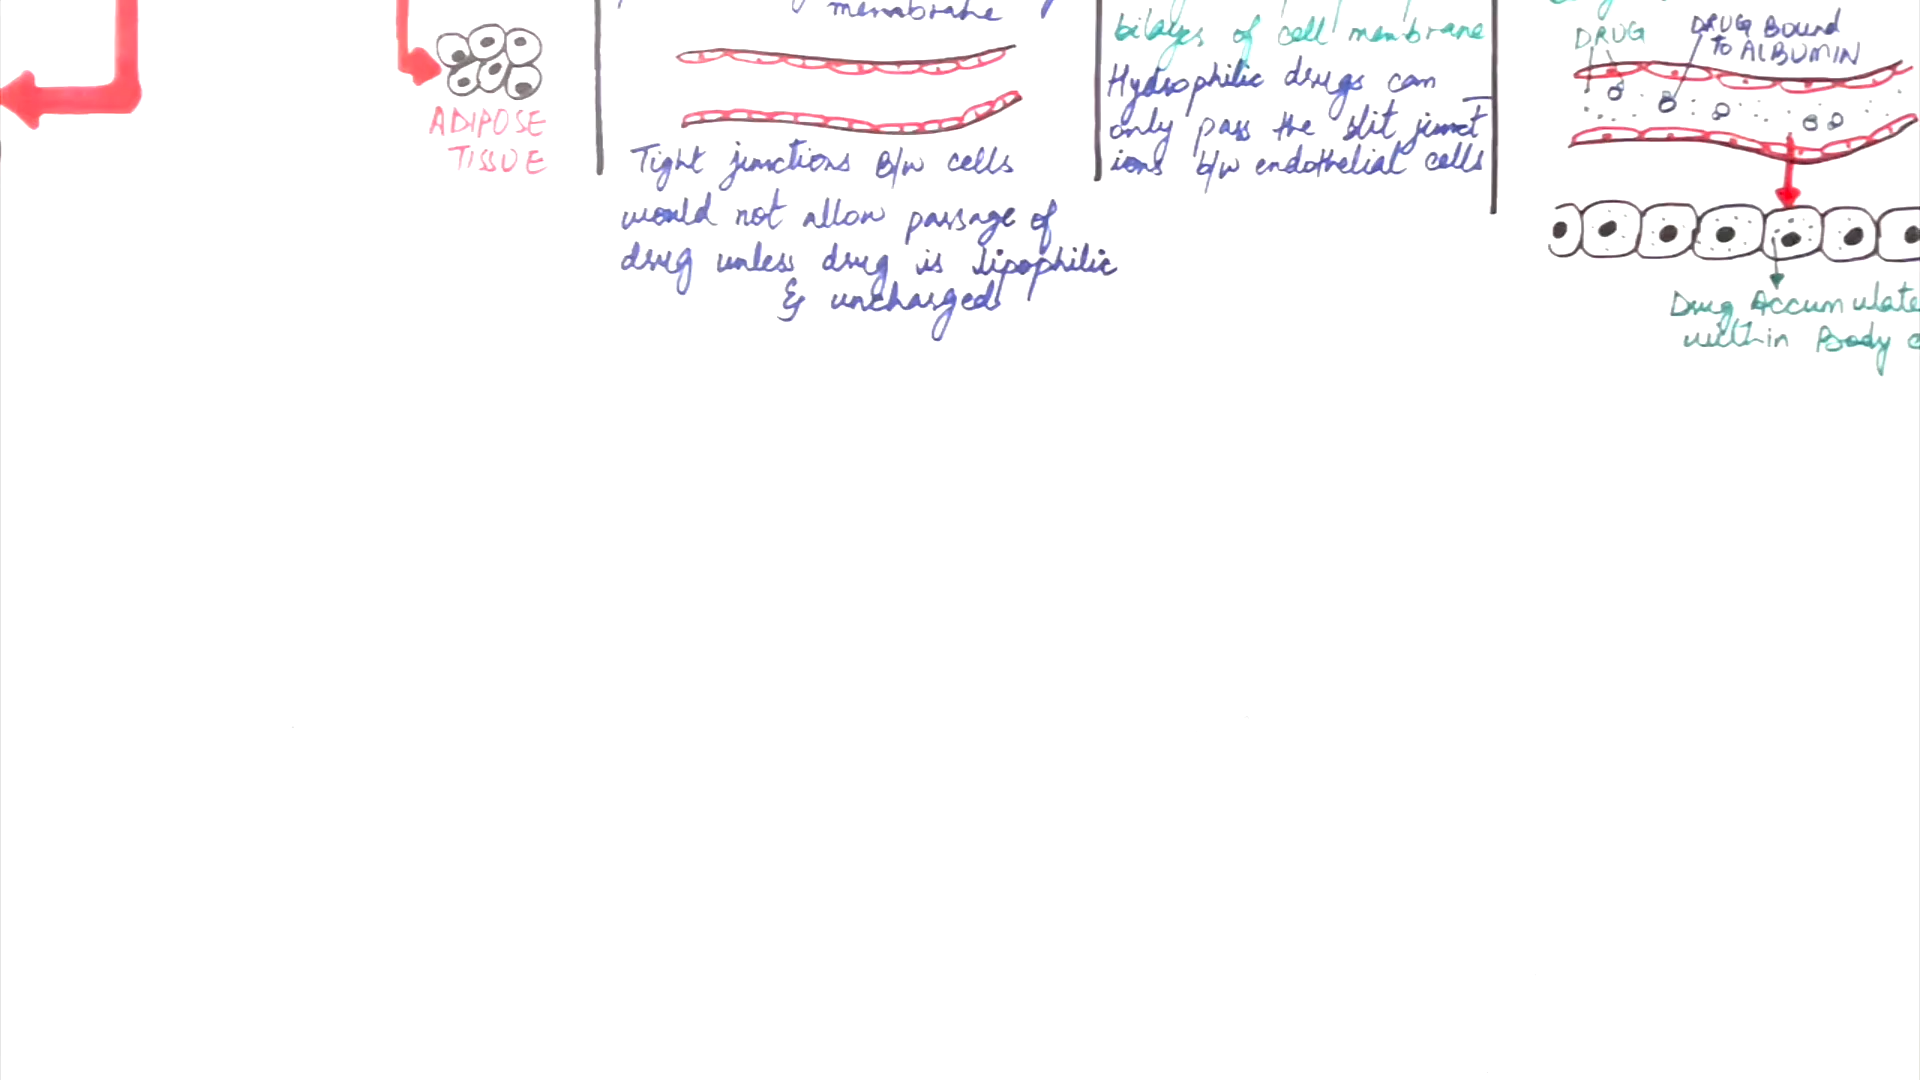 ADIPOSE
TISSUE
membrane
Tight junctions B/w cells
would not allow passage of
drug unless drug is lipophilic
& uncharged
bilayes of cell membrane
Hydrophilic drugs can
only pass the slit junct
ions b/w endothelial cells
DRUG
DRUG Bound
to ALBUMIN
Drug Accumulate
within Body